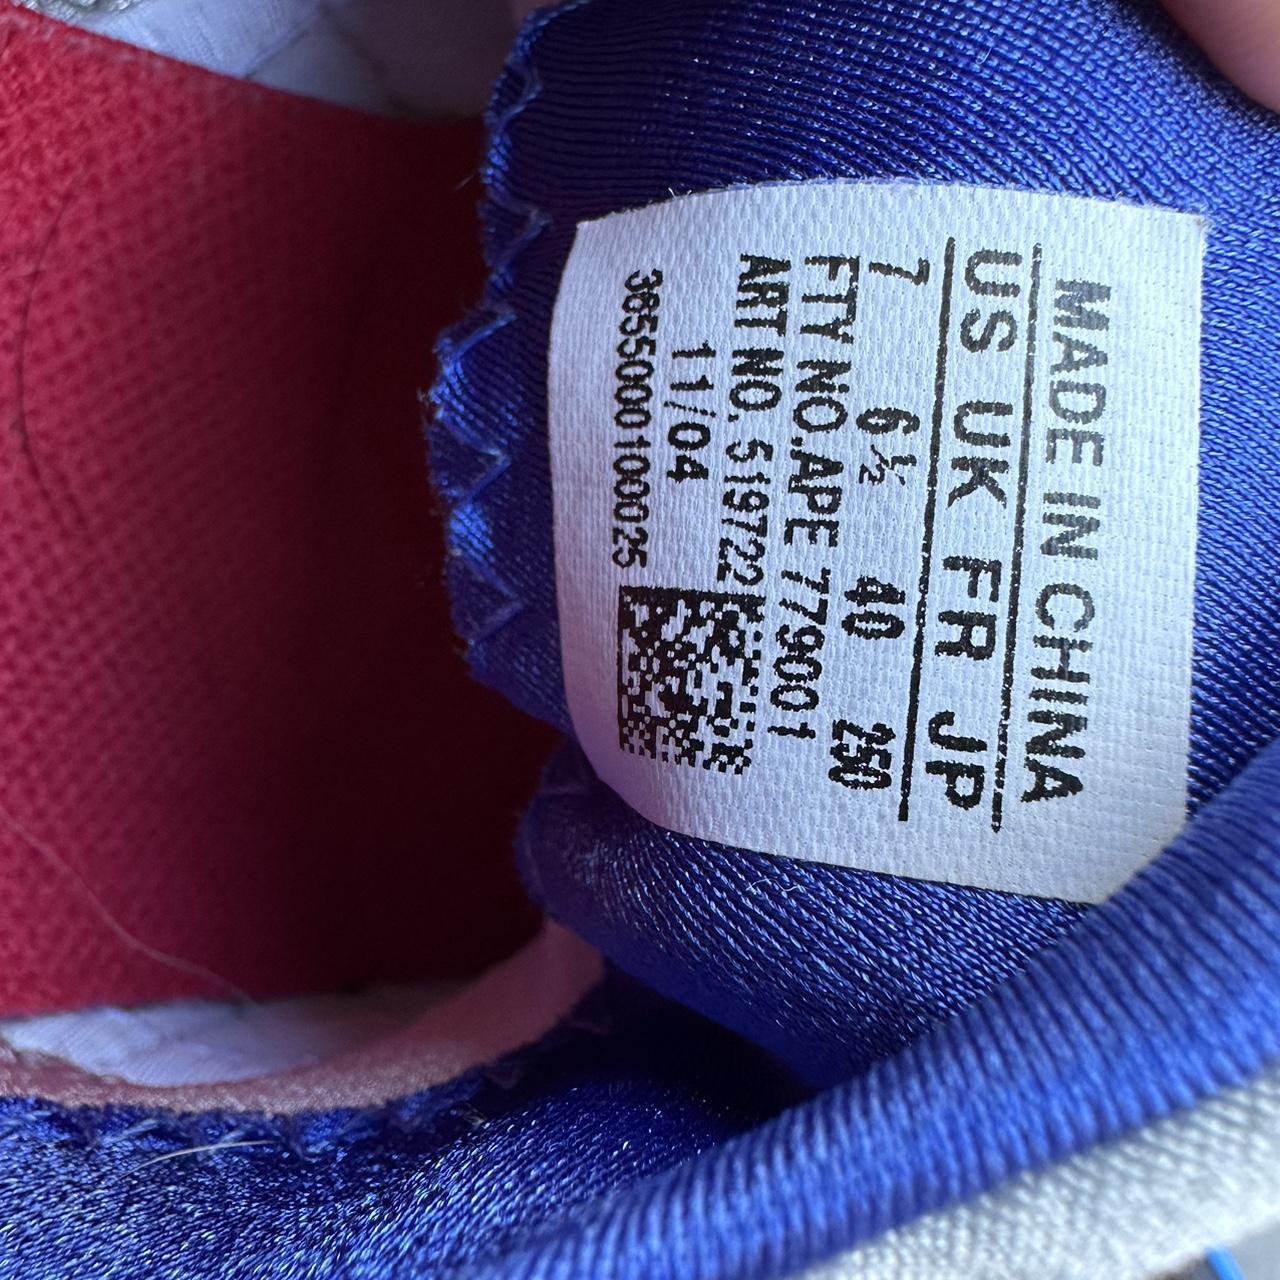 MADE IN CHINA
US UK FR JP
7 6½ 40 250
FTY NO.APE 779001
ART NO. 519722
11/04
3855000100025